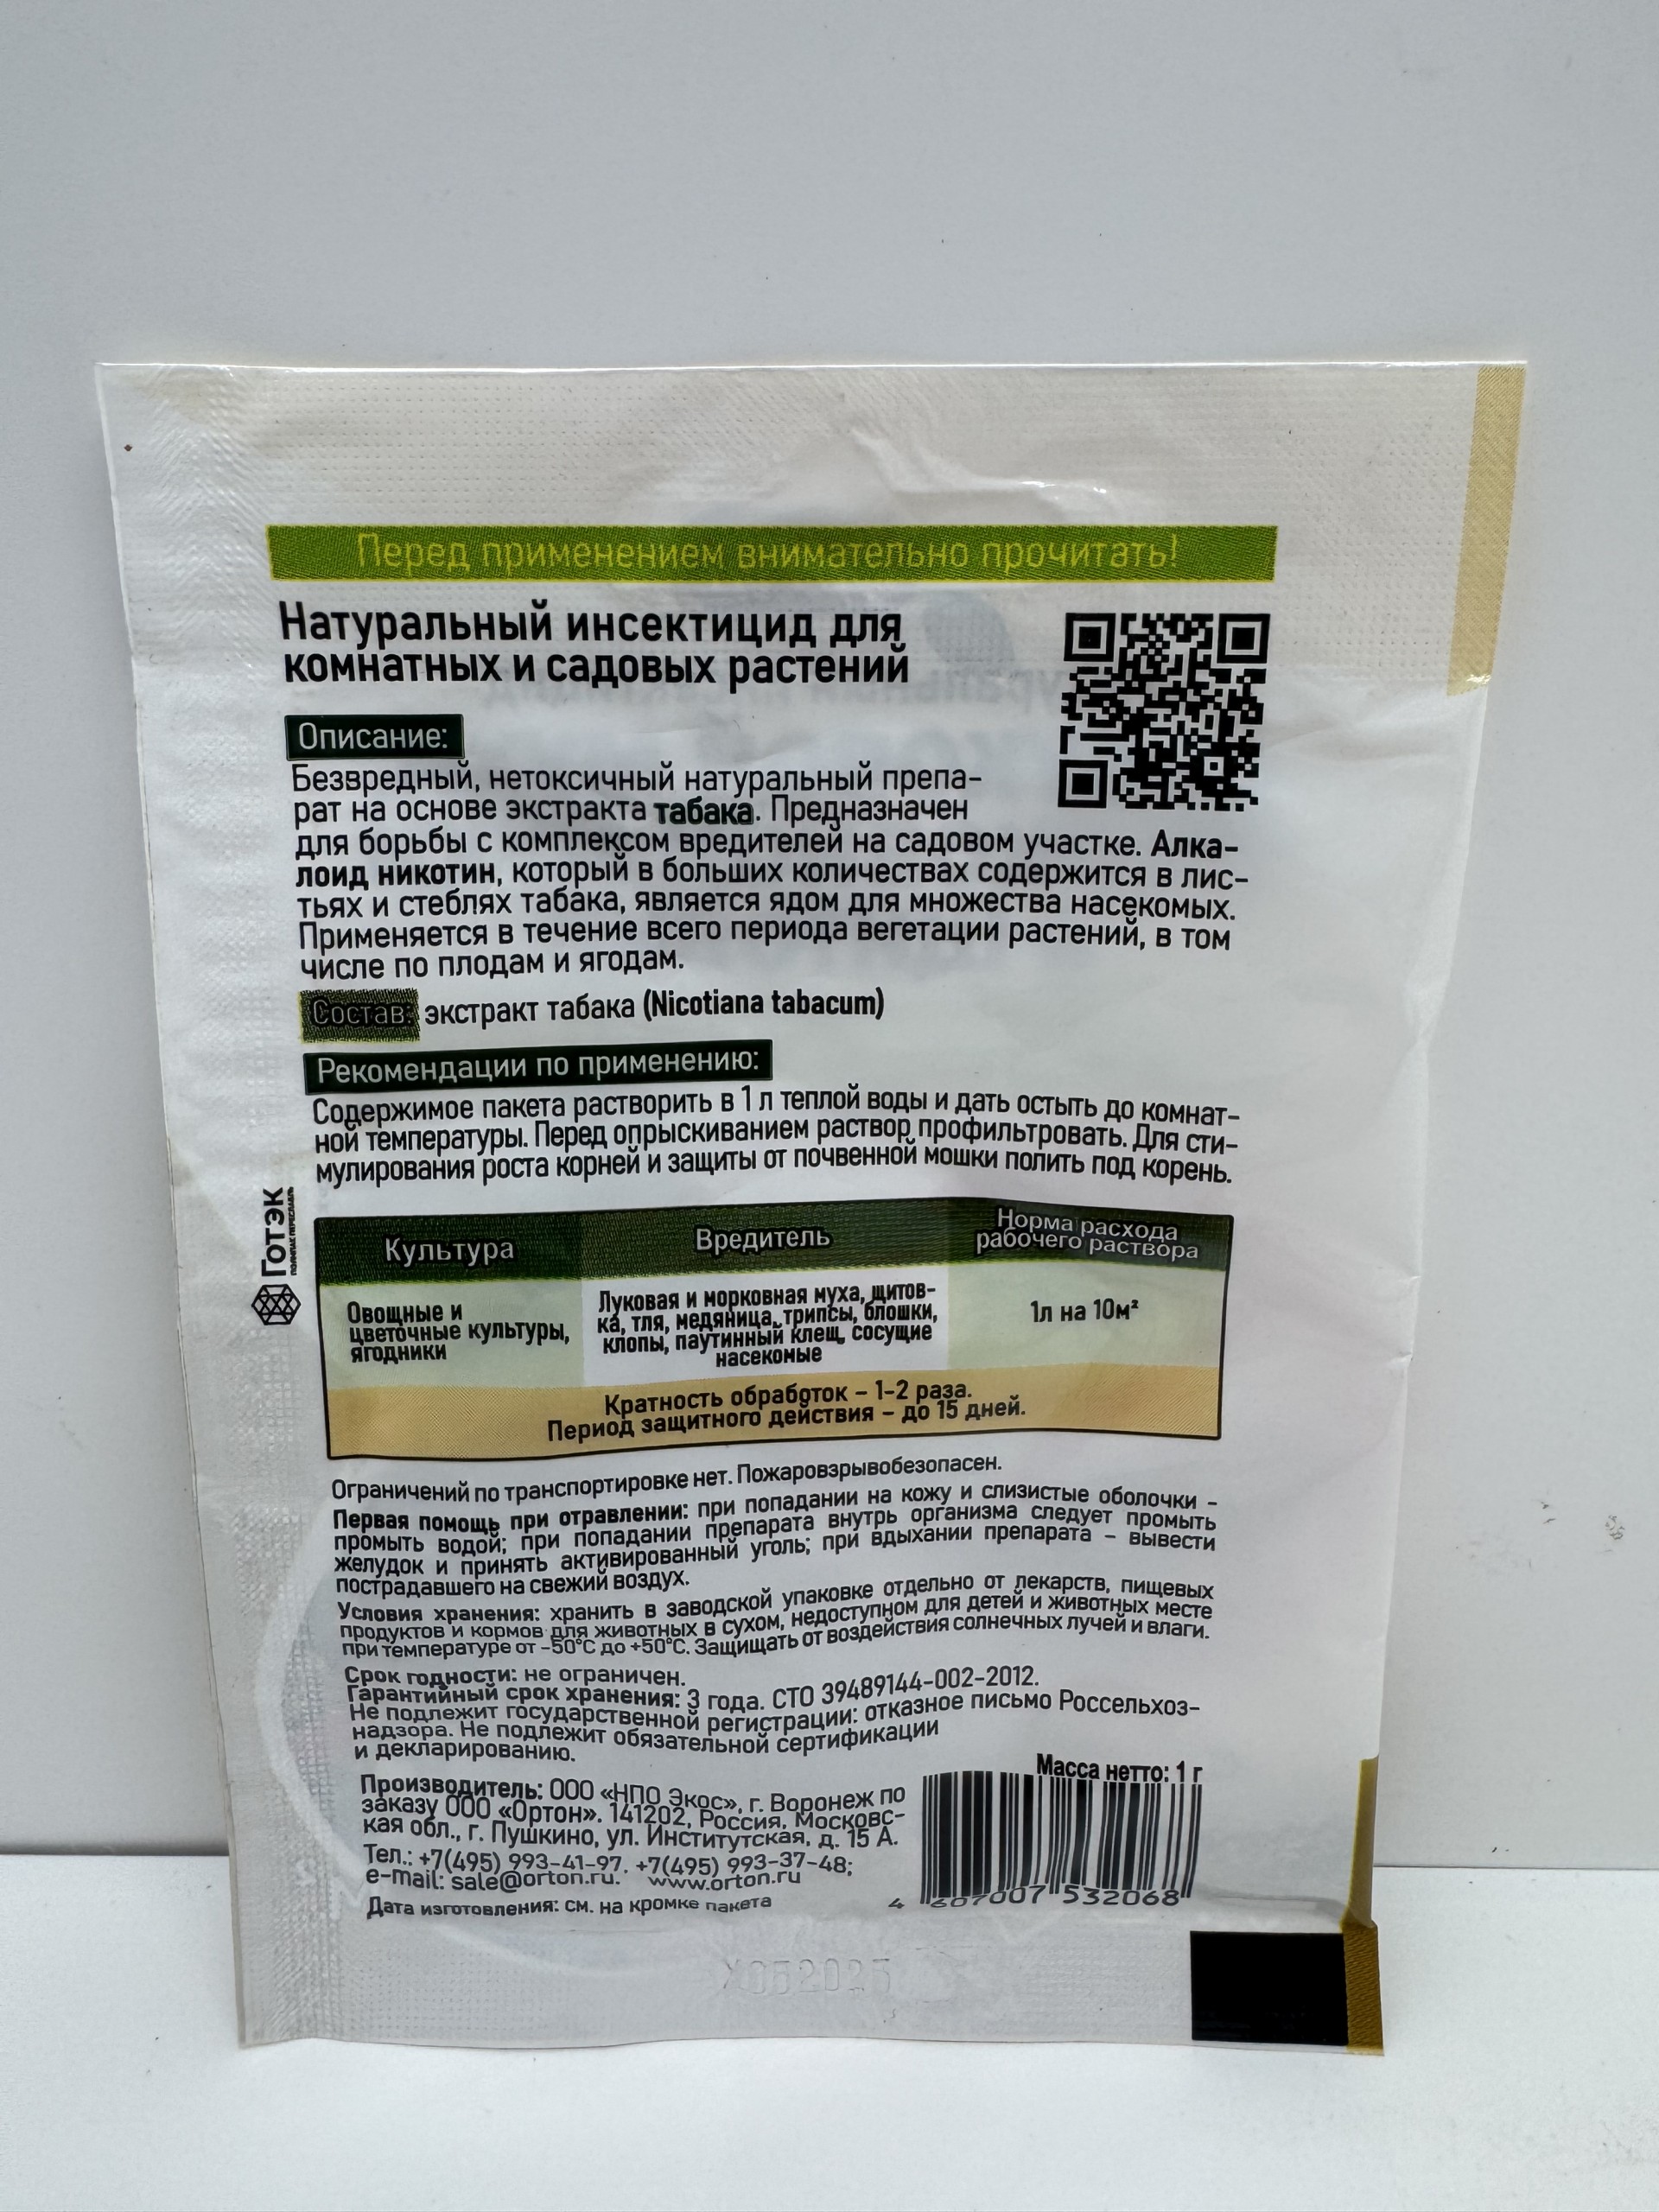 Перед применением внимательно прочитать!
Натуральный инсектицид для
комнатных и садовых растений
Описание:
Безвредный, нетоксичный натуральный препа-
рат на основе экстракта табака. Предназначен
для борьбы с комплексом вредителей на садовом участке. Алка-
лоид никотин, который в больших количествах содержится в лис-
тьях и стеблях табака, является ядом для множества насекомых.
Применяется в течение всего периода вегетации растений, в том
числе по плодам и ягодам.
Состав: экстракт табака (Nicotiana tabacum)
Рекомендации по применению:
Содержимое пакета растворить в 1 л теплой воды и дать остыть до комнат-
ной температуры. Перед опрыскиванием раствор профильтровать. Для сти-
мулирования роста корней и защиты от почвенной мошки полить под корень.
ГОТЭК
Культура
Вредитель
Норма расхода
рабочего раствора
Овощные и
цветочные культуры,
ягодники
Луковая и морковная муха, щитов-
ка, тля, медяница, трипсы, блошки,
клопы, паутинный клещ, сосущие
насекомые
1л на 10м²
Кратность обработок – 1-2 раза.
Период защитного действия – до 15 дней.
Ограничений по транспортировке нет. Пожаровзрывобезопасен.
Первая помощь при отравлении: при попадании на кожу и слизистые оболочки –
промыть водой; при попадании препарата внутрь организма следует промыть
желудок и принять активированный уголь; при вдыхании препарата – вывести
пострадавшего на свежий воздух.
Условия хранения: хранить в заводской упаковке отдельно от лекарств, пищевых
продуктов и кормов для животных в сухом, недоступном для детей и животных месте
при температуре от -50°С до +50°С. Защищать от воздействия солнечных лучей и влаги.
Срок годности: не ограничен.
Гарантийный срок хранения: 3 года. СТО 39489144-002-2012.
Не подлежит государственной регистрации: отказное письмо Россельхоз-
надзора. Не подлежит обязательной сертификации
и декларированию.
Масса нетто: 1 г
Производитель: ООО «НПО Экос», г. Воронеж по
заказу ООО «Ортон». 141202, Россия, Московс-
кая обл., г. Пушкино, ул. Институтская, д. 15 А.
Тел.: +7(495) 993-41-97, +7(495) 993-37-48;
e-mail: sale@orton.ru. www.orton.ru
Дата изготовления: см. на кромке пакета
4 607007 532068